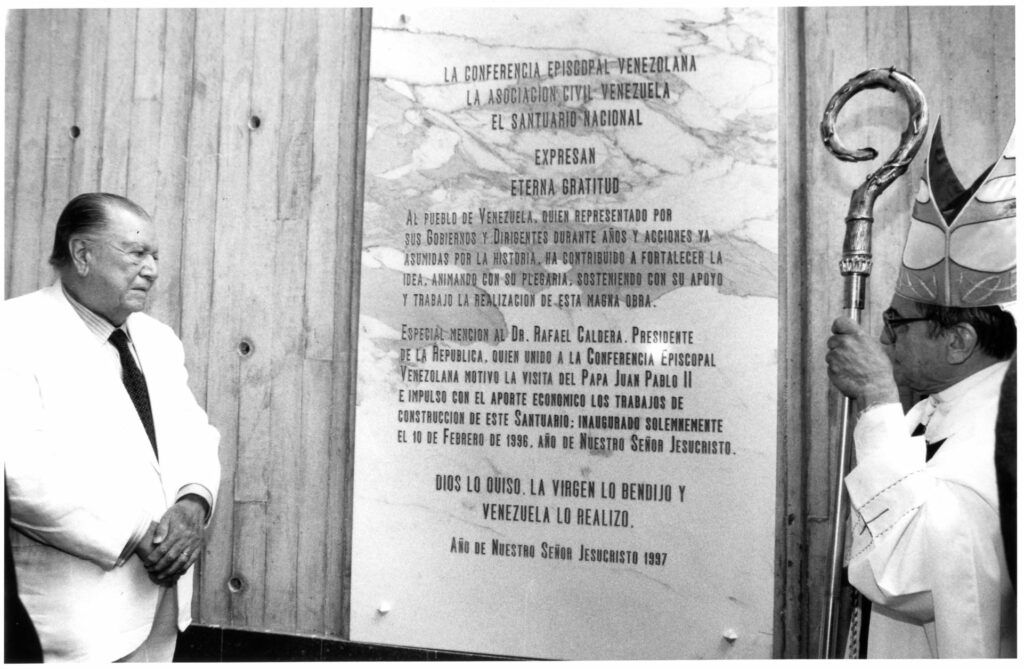 LA CONFERENCIA EPISCOPAL VENEZOLANA
LA ASOCIACION CIVIL VENEZUELA
EL SANTUARIO NACIONAL
EXPRESAN
ETERNA GRATITUD
AL PUEBLO DE VENEZUELA, QUIEN REPRESENTADO POR
SUS GOBIERNOS Y DIRIGENTES DURANTE AÑOS Y ACCIONES YA
ASUMIDAS POR LA HISTORIA, HA CONTRIBUIDO A FORTALECER LA
IDEA, ANIMANDO CON SU PLEGARIA, SOSTENIENDO CON SU APOYO
Y TRABAJO LA REALIZACION DE ESTA MAGNA OBRA.
ESPECIAL MENCION AL DR. RAFAEL CALDERA, PRESIDENTE
DE LA REPUBLICA, QUIEN UNIDO A LA CONFERENCIA EPISCOPAL
VENEZOLANA MOTIVO LA VISITA DEL PAPA JUAN PABLO II
E IMPULSO CON EL APORTE ECONOMICO LOS TRABAJOS DE
CONSTRUCCION DE ESTE SANTUARIO; INAUGURADO SOLEMNEMENTE
EL 10 DE FEBRERO DE 1996, AÑO DE NUESTRO SEÑOR JESUCRISTO.
DIOS LO QUISO, LA VIRGEN LO BENDIJO Y
VENEZUELA LO REALIZO.
AÑO DE NUESTRO SEÑOR JESUCRISTO 1997